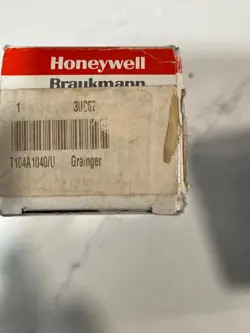 Honeywell
Braukmann
1 3UC67
T104A1040/U Grainger